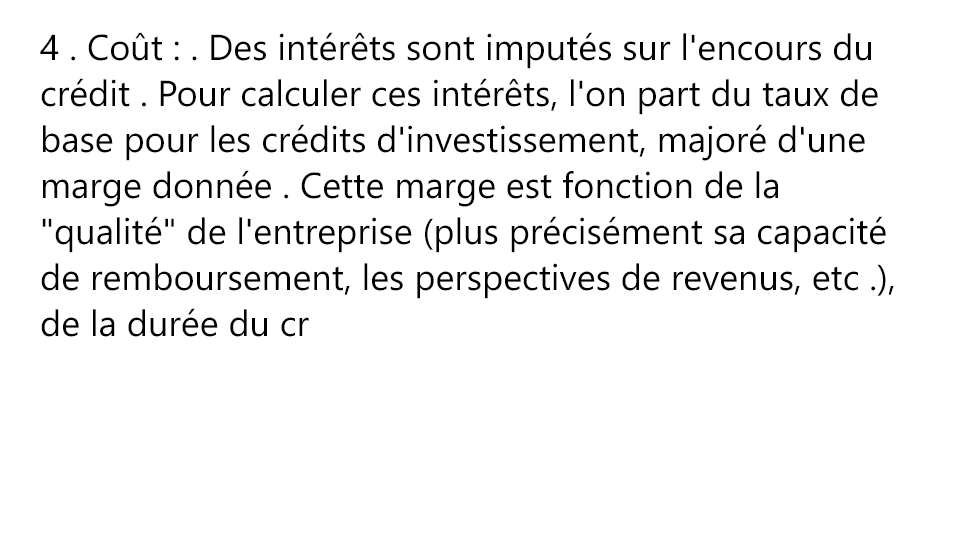 4 . Coût : . Des intérêts sont imputés sur l'encours du
crédit . Pour calculer ces intérêts, l'on part du taux de
base pour les crédits d'investissement, majoré d'une
marge donnée . Cette marge est fonction de la
"qualité" de l'entreprise (plus précisément sa capacité
de remboursement, les perspectives de revenus, etc .),
de la durée du cr